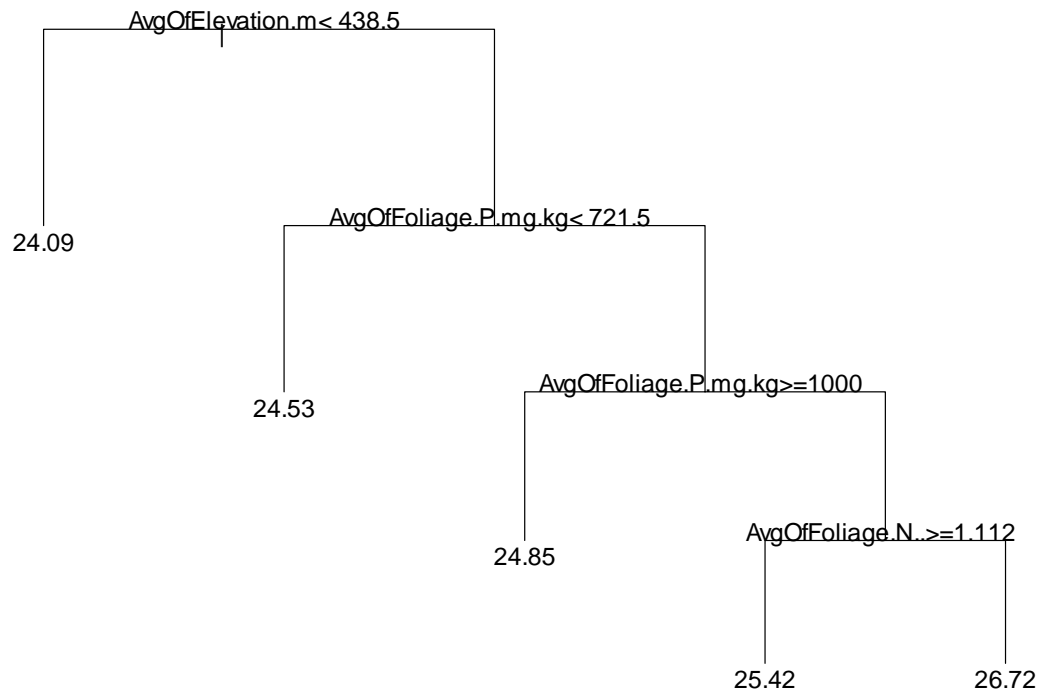 AvgOfElevation.m< 438.5
24.09
AvgOfFoliage.P.mg.kg< 721.5
24.53
AvgOfFoliage.P.mg.kg>=1000
24.85
AvgOfFoliage.N..>=1.112
25.42
26.72